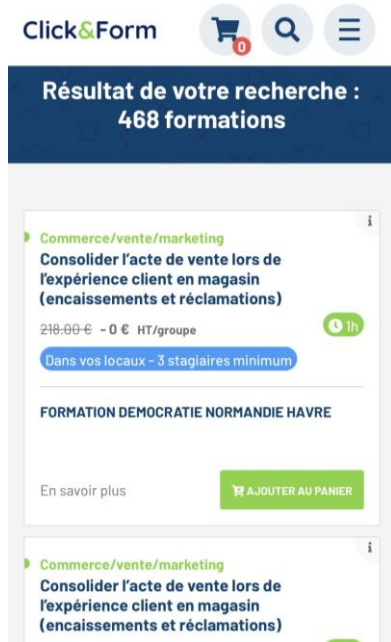 Click&Form
0
Résultat de votre recherche :
468 formations
i
Commerce/vente/marketing
Consolider l'acte de vente lors de
l'expérience client en magasin
(encaissements et réclamations)
218.00 € - 0 € HT/groupe
1h
Dans vos locaux - 3 stagiaires minimum
FORMATION DEMOCRATIE NORMANDIE HAVRE
En savoir plus
AJOUTER AU PANIER
i
Commerce/vente/marketing
Consolider l'acte de vente lors de
l'expérience client en magasin
(encaissements et réclamations)